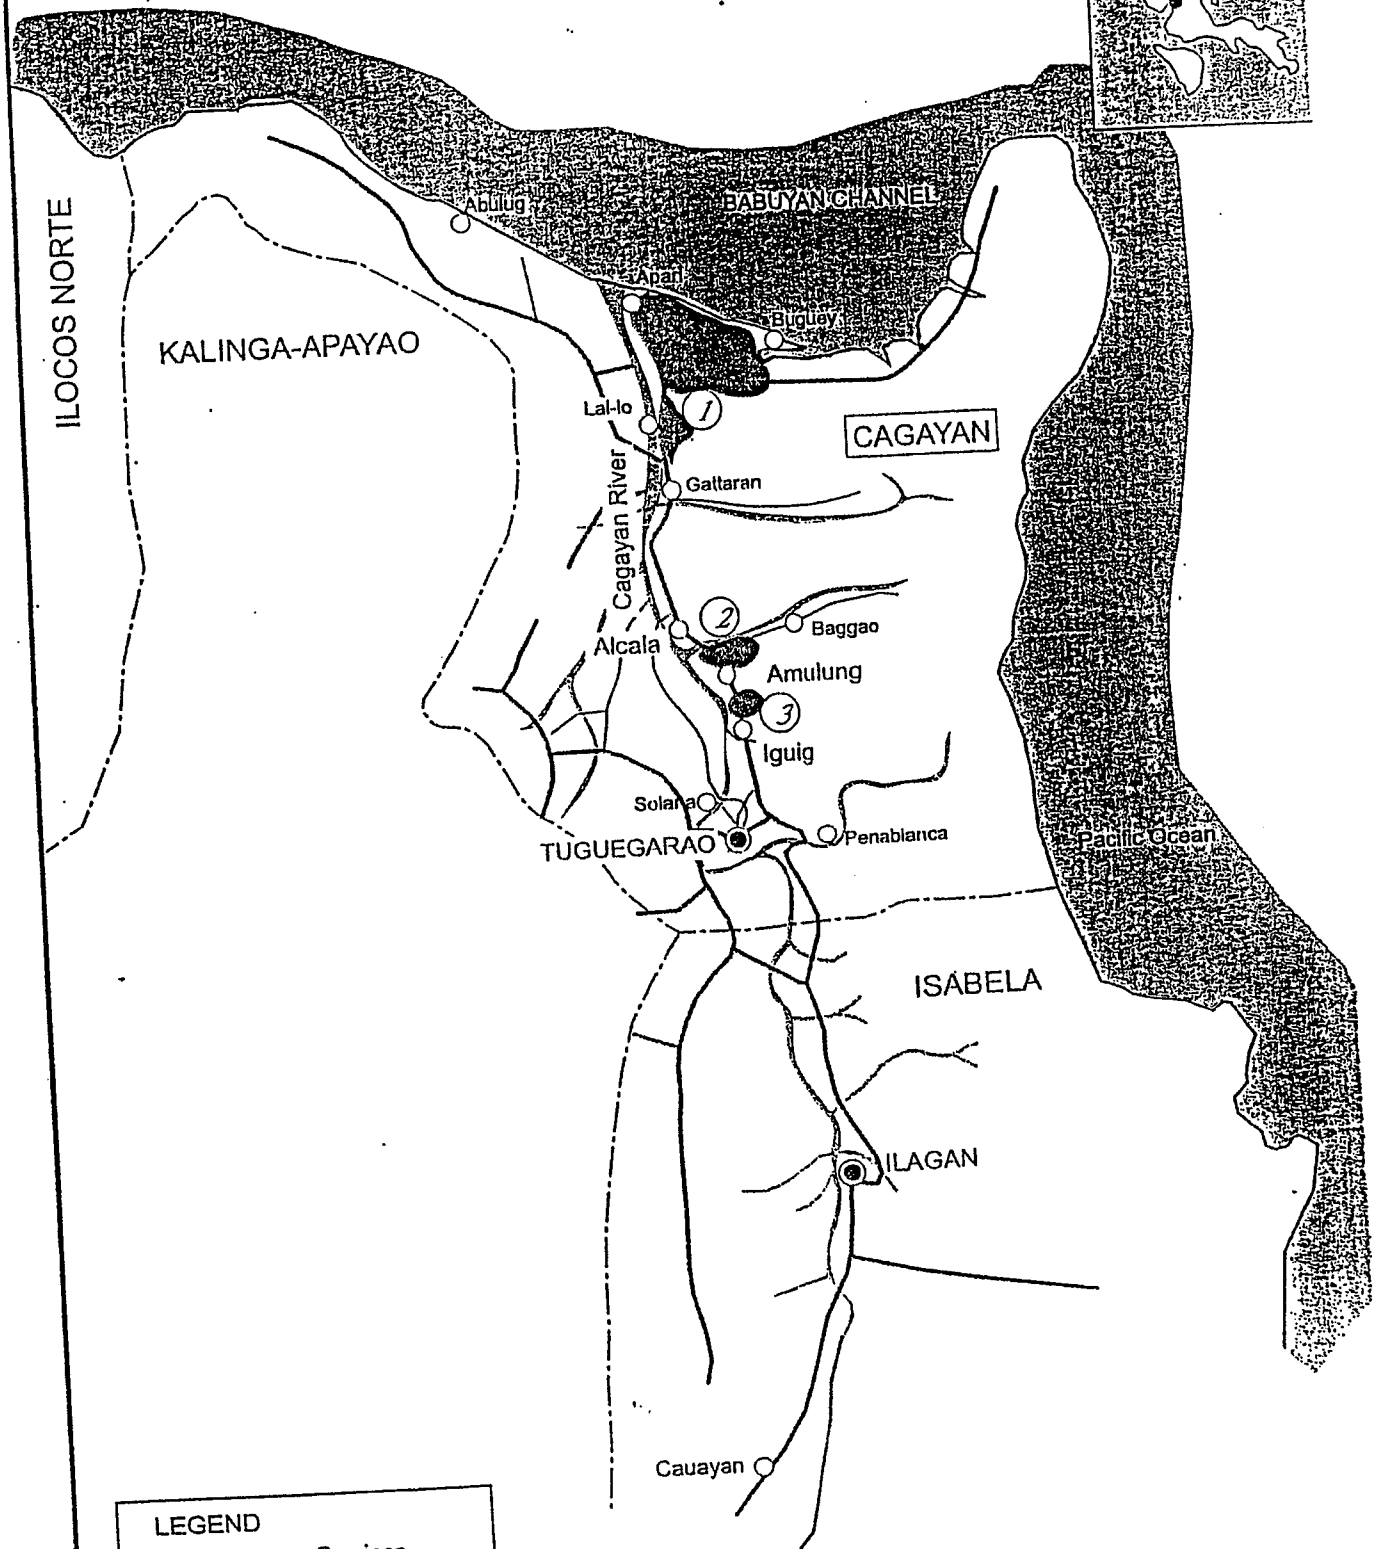 BABUYAN CHANNEL
Abulug
ILOCOS NORTE
Aparri
Buguey
KALINGA-APAYAO
Lal-lo
1
CAGAYAN
Cagayan River
Gattaran
2
Baggao
Alcala
Amulung
3
Iguig
Solana
TUGUEGARAO
Penablanca
Pacific Ocean
ISABELA
ILAGAN
Cauayan
LEGEND